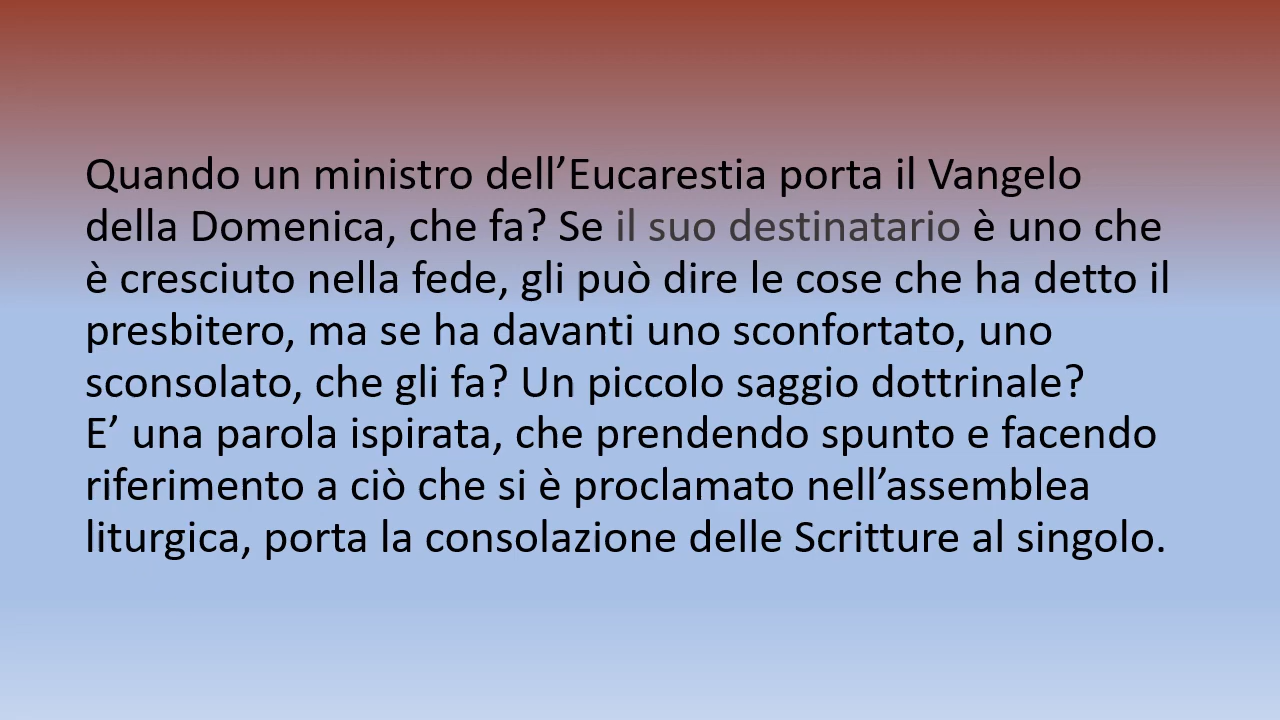 Quando un ministro dell’Eucarestia porta il Vangelo
della Domenica, che fa? Se il suo destinatario è uno che
è cresciuto nella fede, gli può dire le cose che ha detto il
presbitero, ma se ha davanti uno sconfortato, uno
sconsolato, che gli fa? Un piccolo saggio dottrinale?
E’ una parola ispirata, che prendendo spunto e facendo
riferimento a ciò che si è proclamato nell’assemblea
liturgica, porta la consolazione delle Scritture al singolo.